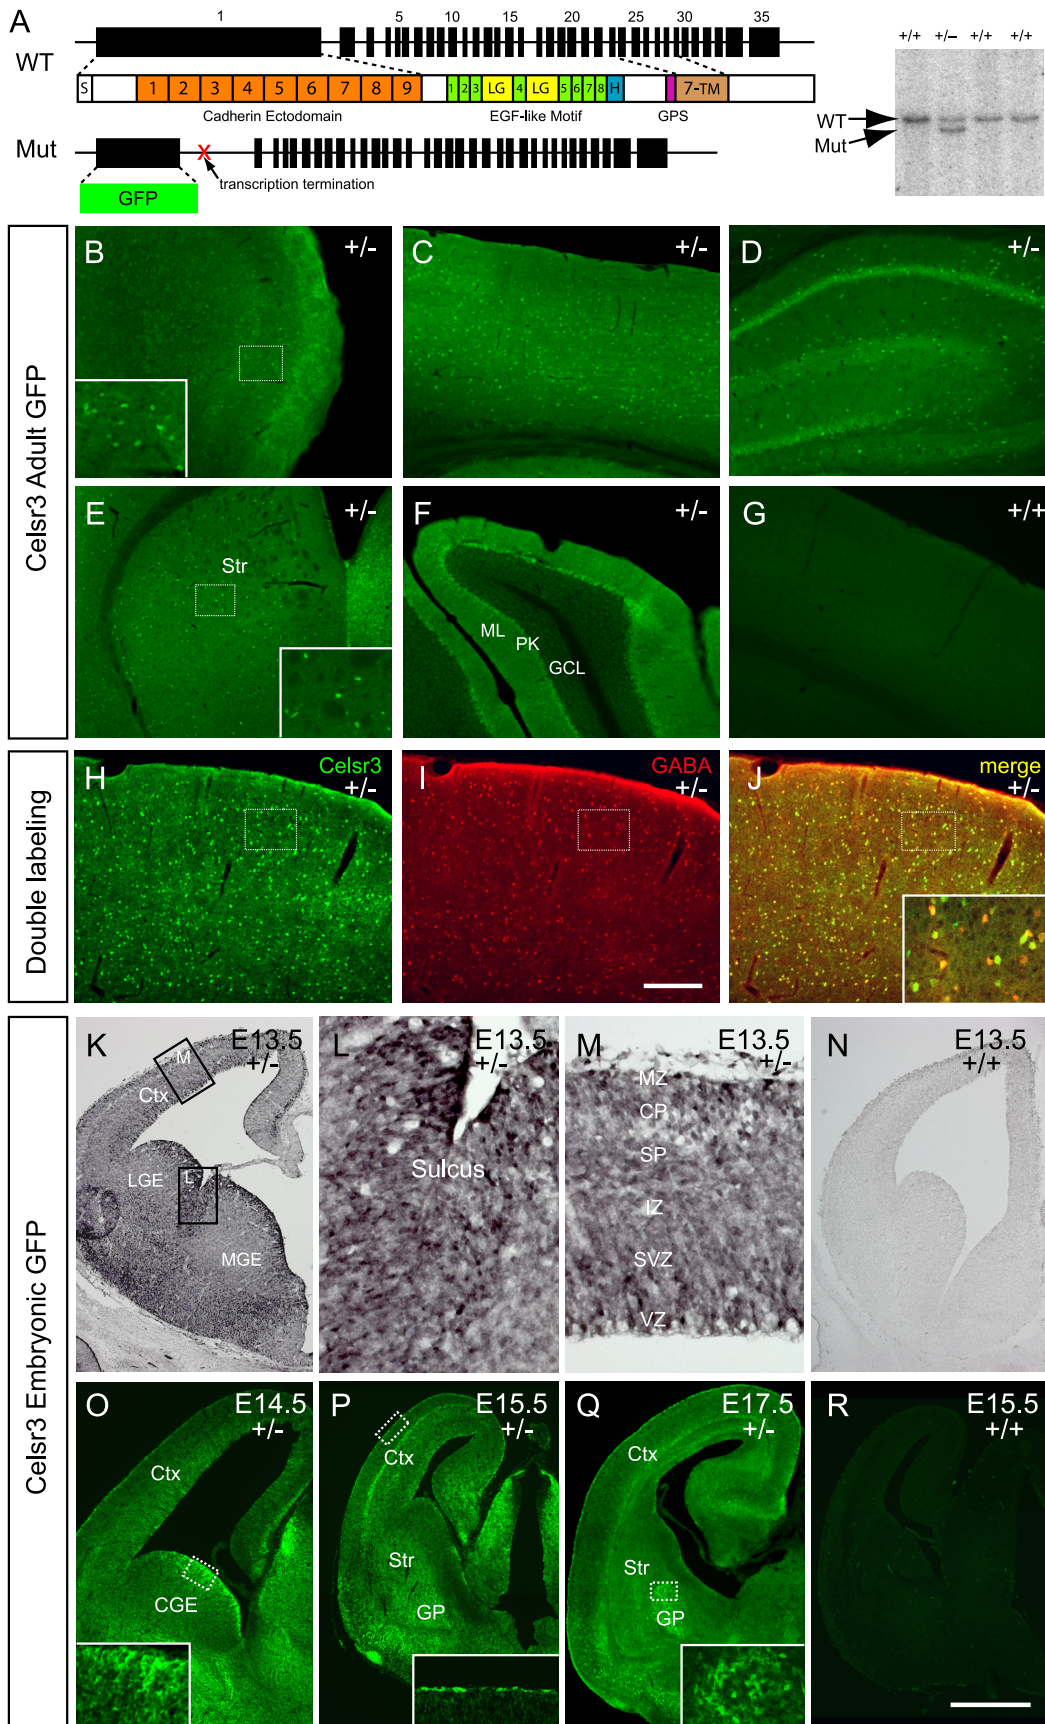 A
1 5 10 15 20 25 30 35
WT
S 1 2 3 4 5 6 7 8 9 1 2 3 LG 4 LG 5 6 7 8 H 7-TM
Cadherin Ectodomain EGF-like Motif GPS
Mut
X
transcription termination
GFP
+/+ +/– +/+ +/+
WT
Mut
Celsr3 Adult GFP
B +/-
C +/-
D +/-
E +/-
Str
F +/-
ML PK GCL
G +/+
Double labeling
H Celsr3
+/-
I GABA
+/-
J merge
+/-
Celsr3 Embryonic GFP
K E13.5
+/-
M
Ctx
LGE
L
MGE
L E13.5
+/-
Sulcus
M E13.5
+/-
MZ
CP
SP
IZ
SVZ
VZ
N E13.5
+/+
O E14.5
+/-
Ctx
CGE
P E15.5
+/-
Ctx
Str
GP
Q E17.5
+/-
Ctx
Str
GP
R E15.5
+/+